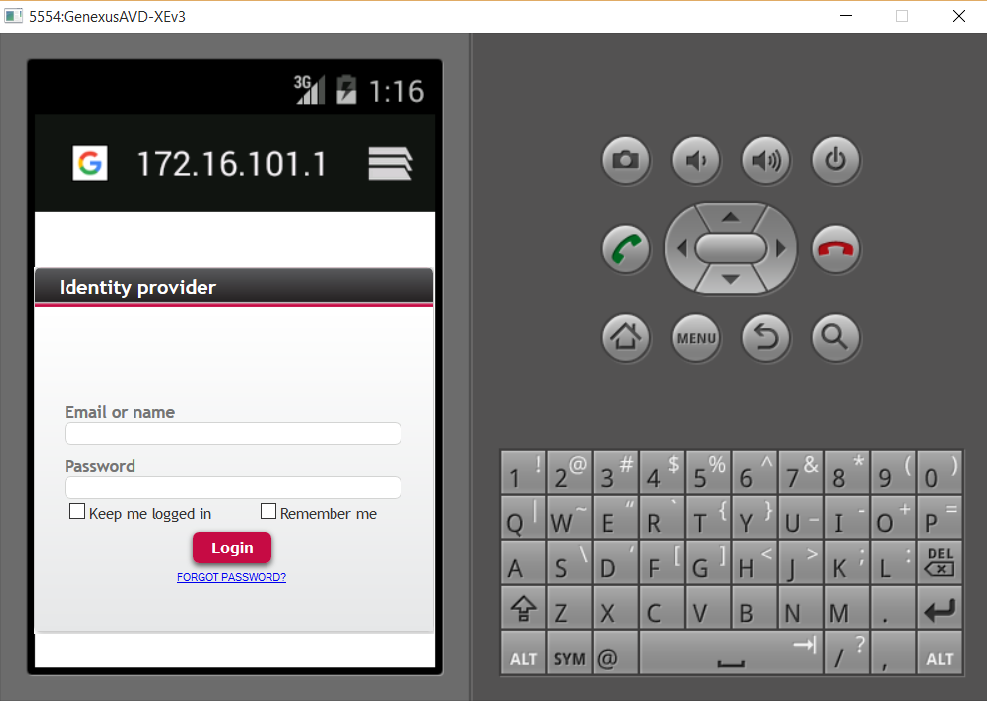 5554:GenexusAVD-XEv3
3G 1:16
G 172.16.101.1
Identity provider
Email or name
Password
Keep me logged in Remember me
Login
FORGOT PASSWORD?
MENU
1 ! 2 @ 3 # 4 $ 5 % 6 ^ 7 & 8 * 9 ( 0 )
Q | W ~ E " R ` T { Y } U _ I - O + P =
A S \ D ' F [ G ] H < J > K ; L : DEL
Z X C V B N M .
ALT SYM @ / ? , ALT